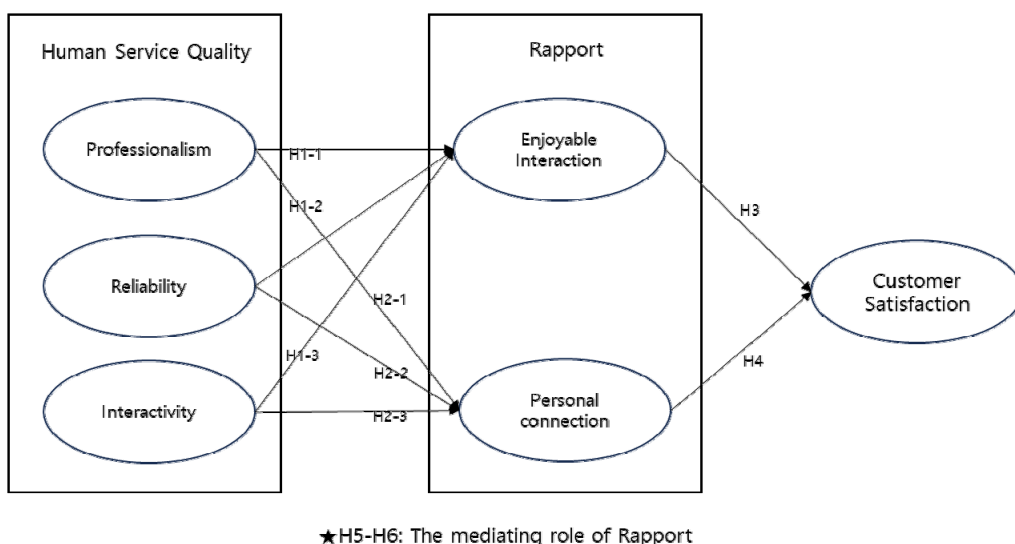 Human Service Quality
Rapport
Professionalism
Enjoyable
Interaction
H1-1
H1-2
H3
Reliability
Customer
Satisfaction
H2-1
H1-3
H2-2
H4
Interactivity
H2-3
Personal
connection
★H5-H6: The mediating role of Rapport